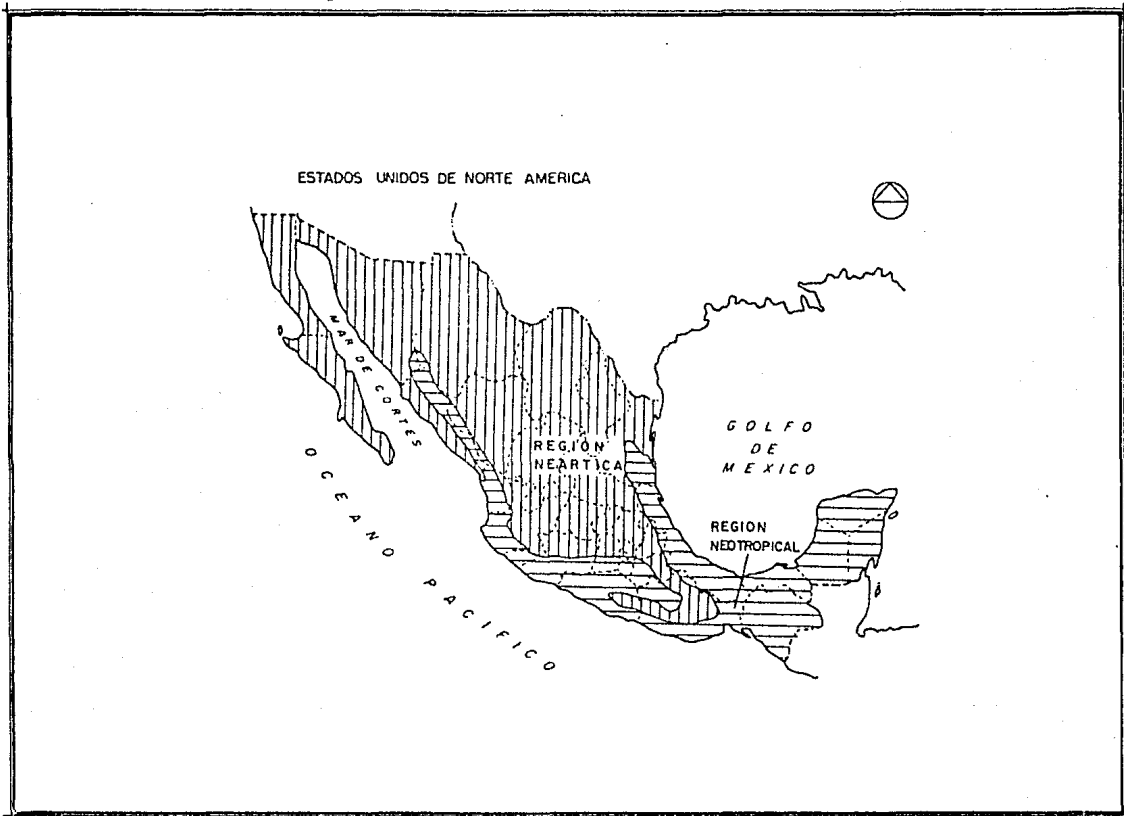 ESTADOS UNIDOS DE NORTE AMERICA
MAR DE CORTES
REGION
NEARTICA
GOLFO
DE
MEXICO
REGION
NEOTROPICAL
OCEANO PACIFICO